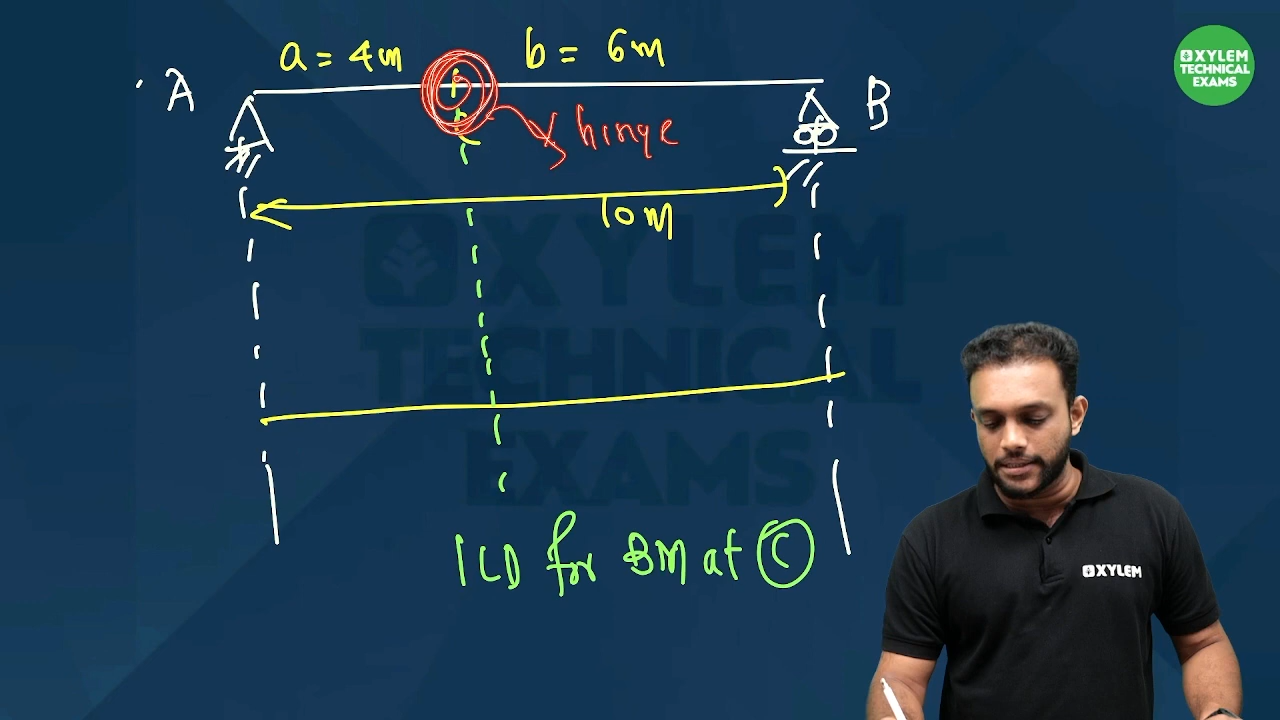 a = 4m
b = 6m
A
B
hinge
10m
ILD for BM at C
XYLEM
TECHNICAL
EXAMS
XYLEM
TECHNICAL
EXAMS
XYLEM